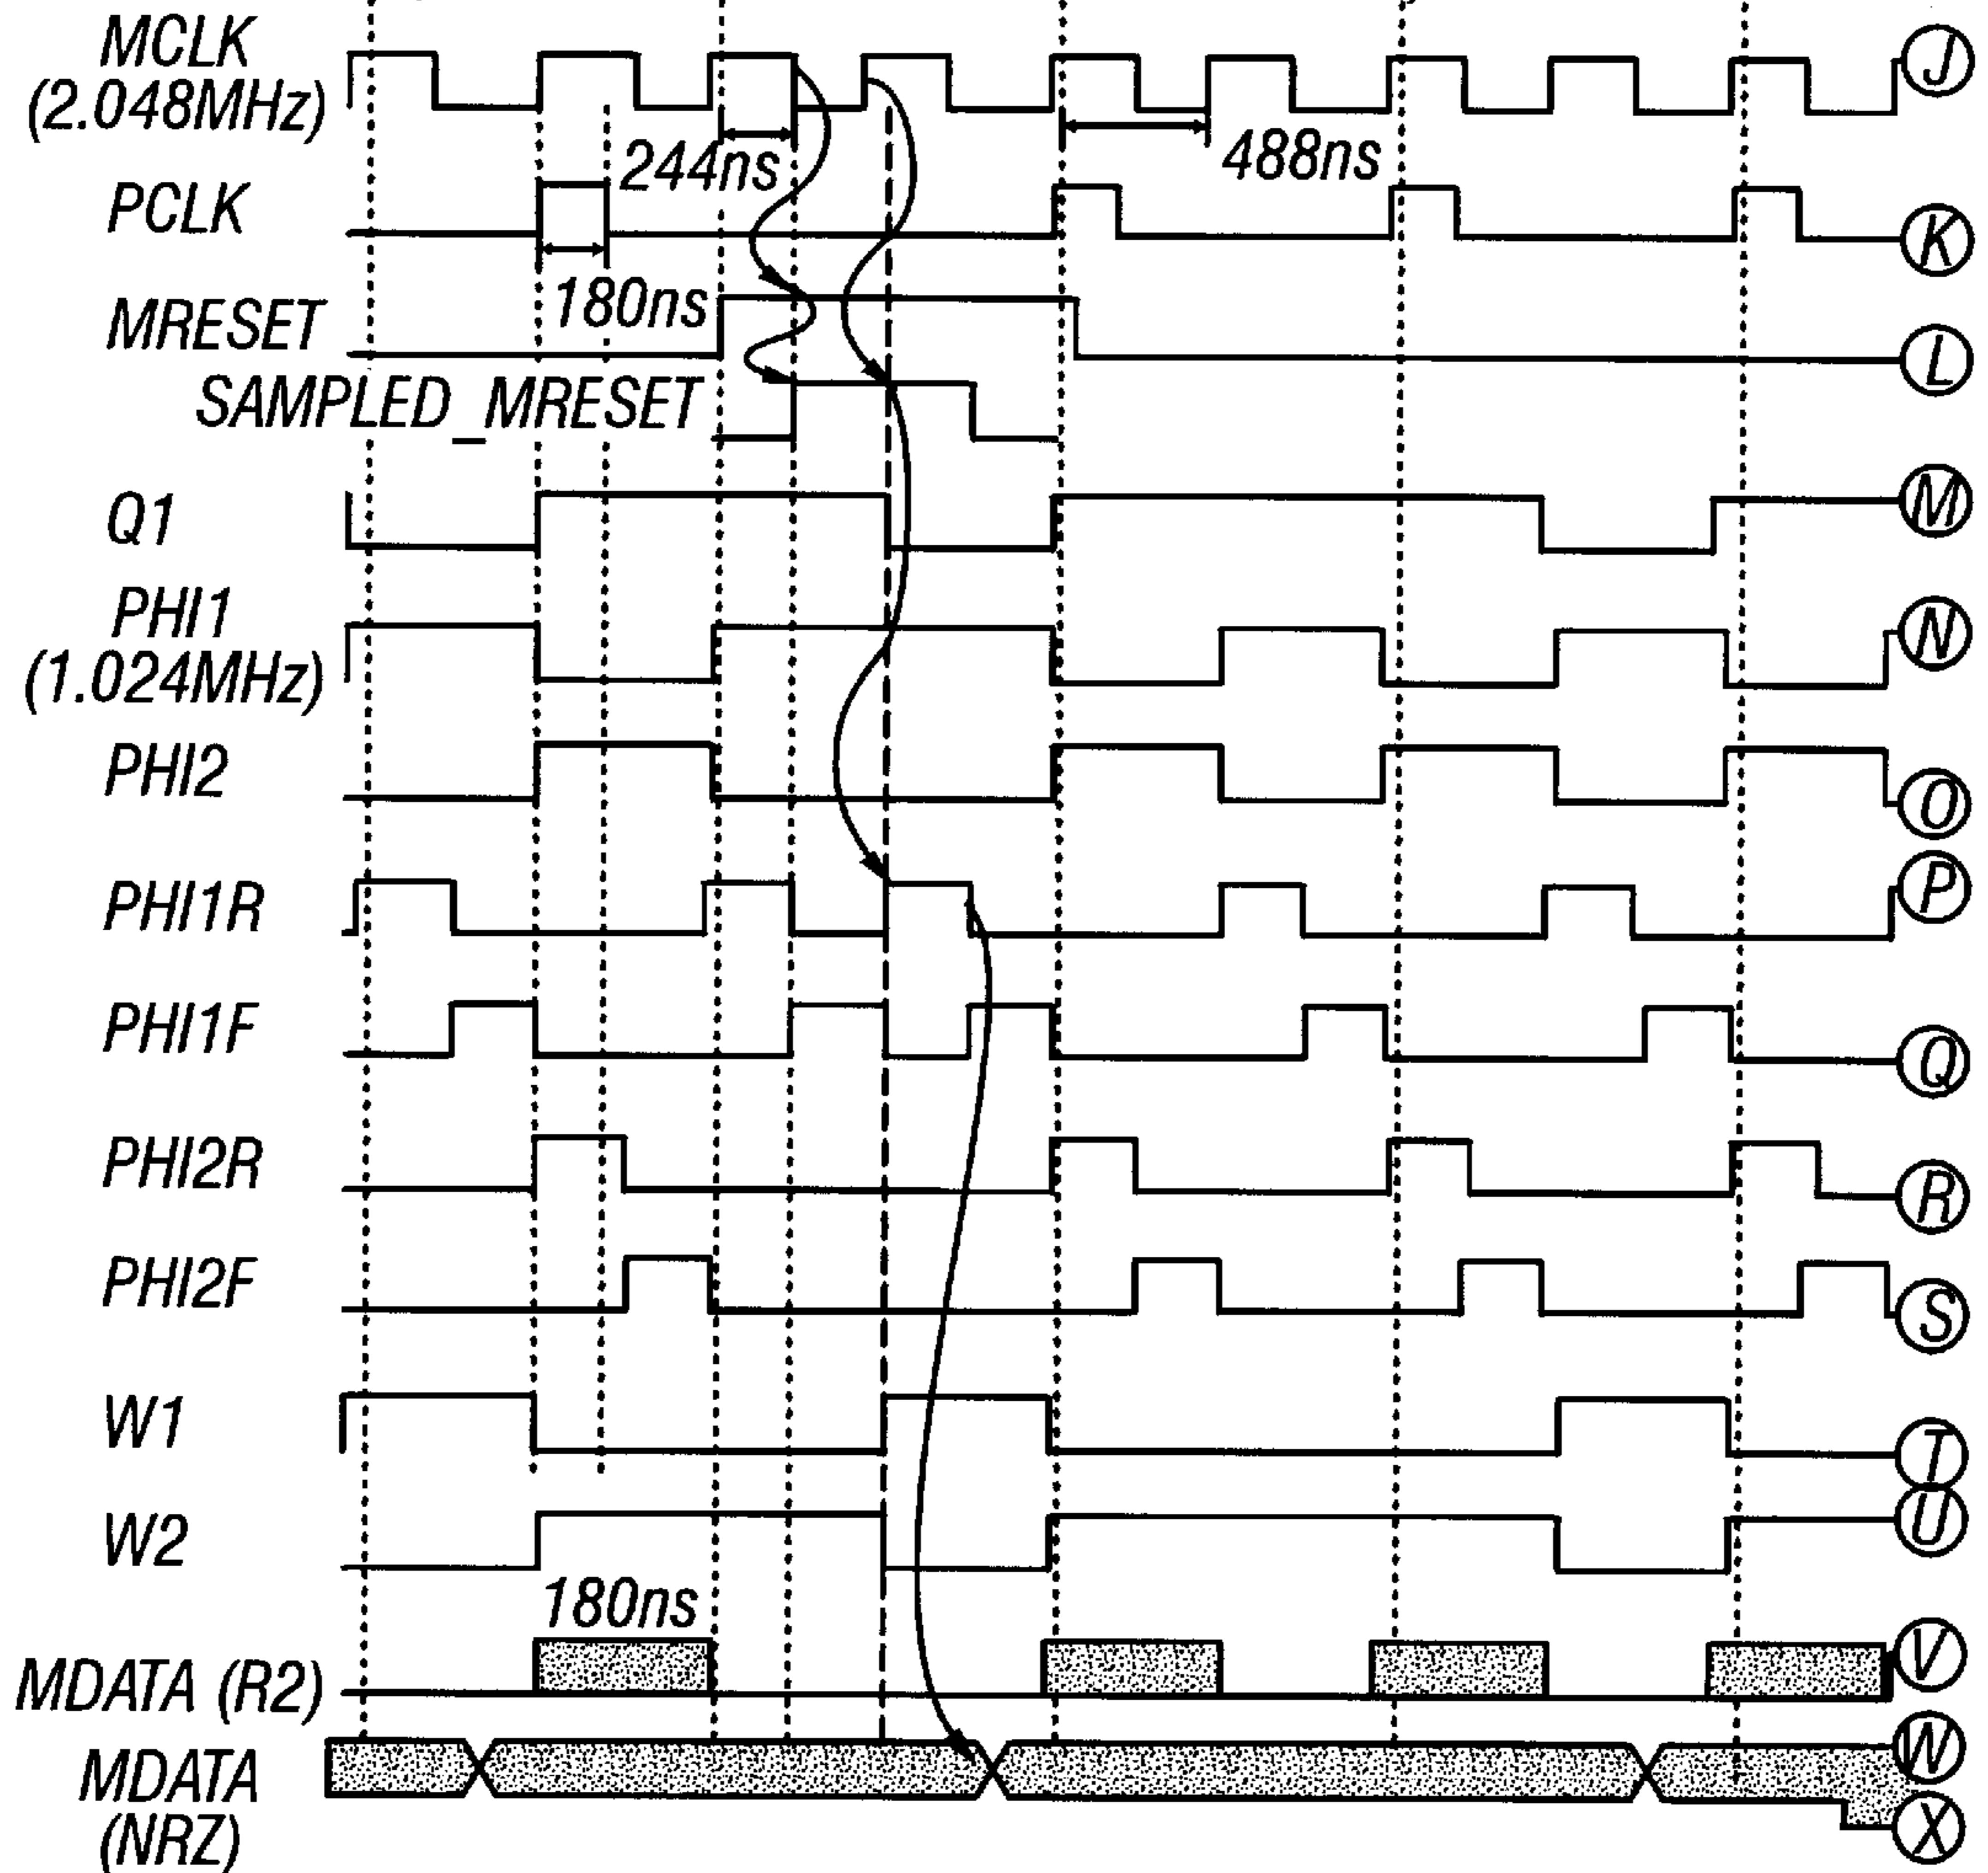 MCLK
(2.048MHz)
J
244ns
488ns
PCLK
K
180ns
MRESET
L
SAMPLED_MRESET
Q1
M
PHI1
(1.024MHz)
N
PHI2
O
PHI1R
P
PHI1F
Q
PHI2R
R
PHI2F
S
W1
T
W2
U
180ns
MDATA (R2)
V
MDATA
(NRZ)
W
X